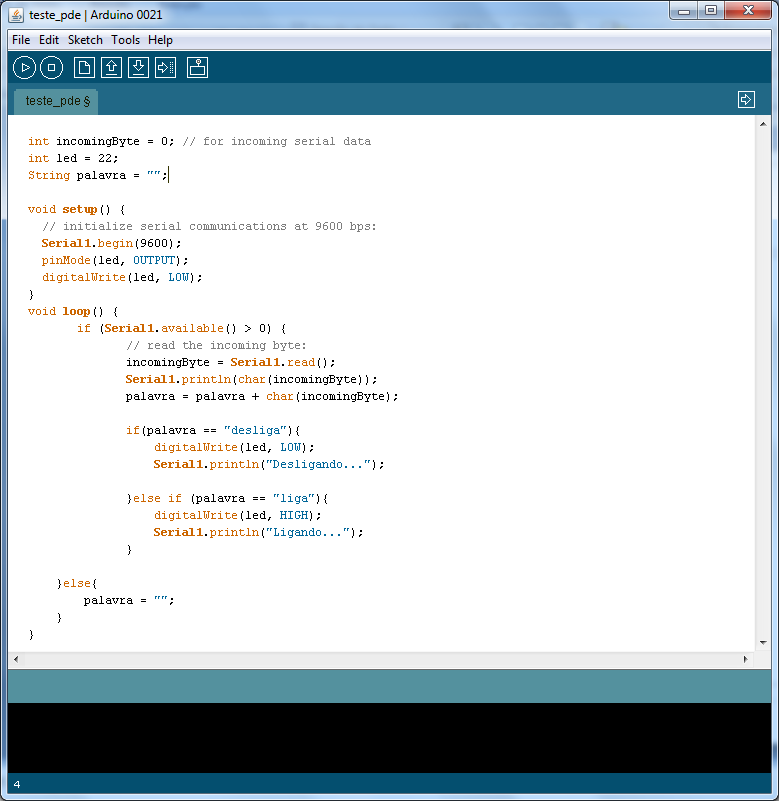 teste_pde | Arduino 0021
File Edit Sketch Tools Help
teste_pde §
int incomingByte = 0; // for incoming serial data
int led = 22;
String palavra = "";
void setup() {
// initialize serial communications at 9600 bps:
Serial1.begin(9600);
pinMode(led, OUTPUT);
digitalWrite(led, LOW);
}
void loop() {
if (Serial1.available() > 0) {
// read the incoming byte:
incomingByte = Serial1.read();
Serial1.println(char(incomingByte));
palavra = palavra + char(incomingByte);
if(palavra == "desliga"){
digitalWrite(led, LOW);
Serial1.println("Desligando...");
}else if (palavra == "liga"){
digitalWrite(led, HIGH);
Serial1.println("Ligando...");
}
}else{
palavra = "";
}
}
4